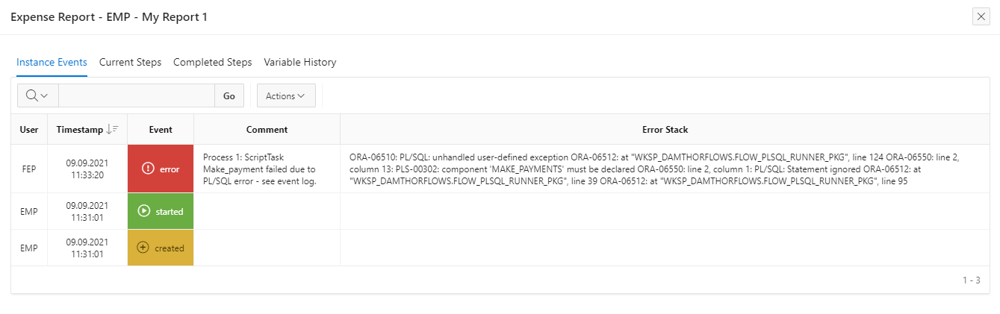 Expense Report - EMP - My Report 1
Instance Events Current Steps Completed Steps Variable History
Go Actions
User Timestamp Event Comment Error Stack
FEP
09.09.2021
11:33:20
error
Process 1: ScriptTask
Make_payment failed due to
PL/SQL error - see event log.
ORA-06510: PL/SQL: unhandled user-defined exception ORA-06512: at "WKSP_DAMTHORFLOWS.FLOW_PLSQL_RUNNER_PKG", line 124 ORA-06550: line 2,
column 13: PLS-00302: component 'MAKE_PAYMENTS' must be declared ORA-06550: line 2, column 1: PL/SQL: Statement ignored ORA-06512: at
"WKSP_DAMTHORFLOWS.FLOW_PLSQL_RUNNER_PKG", line 39 ORA-06512: at "WKSP_DAMTHORFLOWS.FLOW_PLSQL_RUNNER_PKG", line 95
EMP
09.09.2021
11:31:01
started
EMP
09.09.2021
11:31:01
created
1 - 3